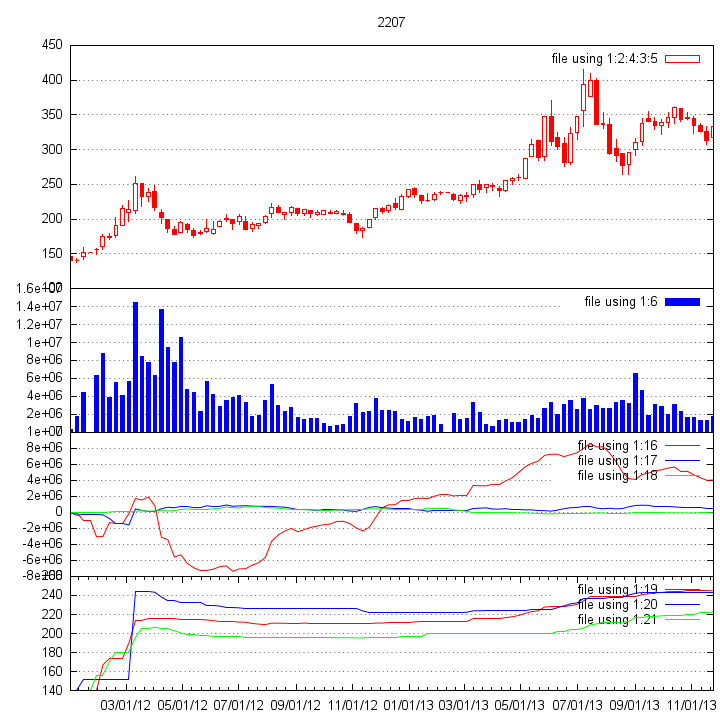 2207
450
file using 1:2:4:3:5
400
350
300
250
200
150
100
1.6e+07
file using 1:6
1.4e+07
1.2e+07
1e+07
8e+06
6e+06
4e+06
2e+06
file using 1:16
8e+06
file using 1:17
6e+06
file using 1:18
4e+06
2e+06
0
-2e+06
-4e+06
-6e+06
-8e+06
file using 1:19
240
file using 1:20
220
file using 1:21
200
180
160
140
03/01/12 05/01/12 07/01/12 09/01/12 11/01/12 01/01/13 03/01/13 05/01/13 07/01/13 09/01/13 11/01/13